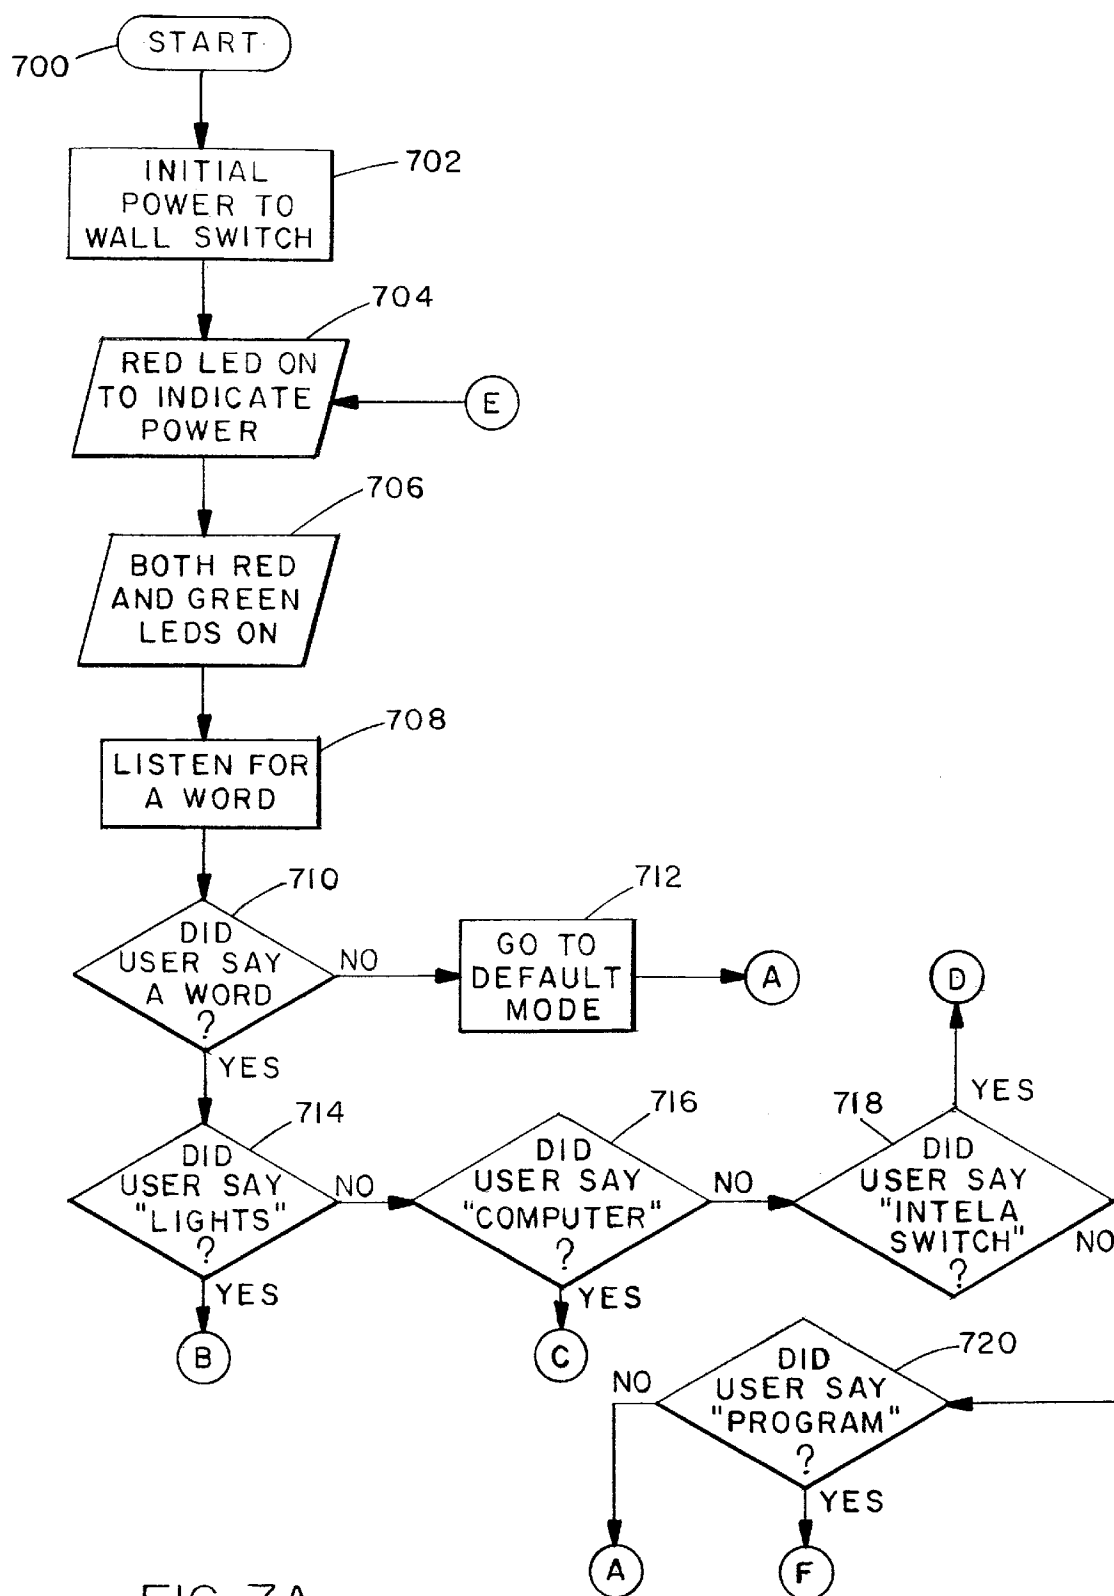 START
700
702
INITIAL
POWER TO
WALL SWITCH
704
RED LED ON
TO INDICATE
POWER
E
706
BOTH RED
AND GREEN
LEDS ON
708
LISTEN FOR
A WORD
710
DID
USER SAY
A WORD
?
NO
YES
712
GO TO
DEFAULT
MODE
A
D
714
DID
USER SAY
"LIGHTS"
?
NO
YES
B
716
DID
USER SAY
"COMPUTER"
?
NO
YES
C
718
YES
DID
USER SAY
"INTELA
SWITCH"
?
NO
720
DID
USER SAY
"PROGRAM"
?
NO
YES
A
F
FIG. 7A